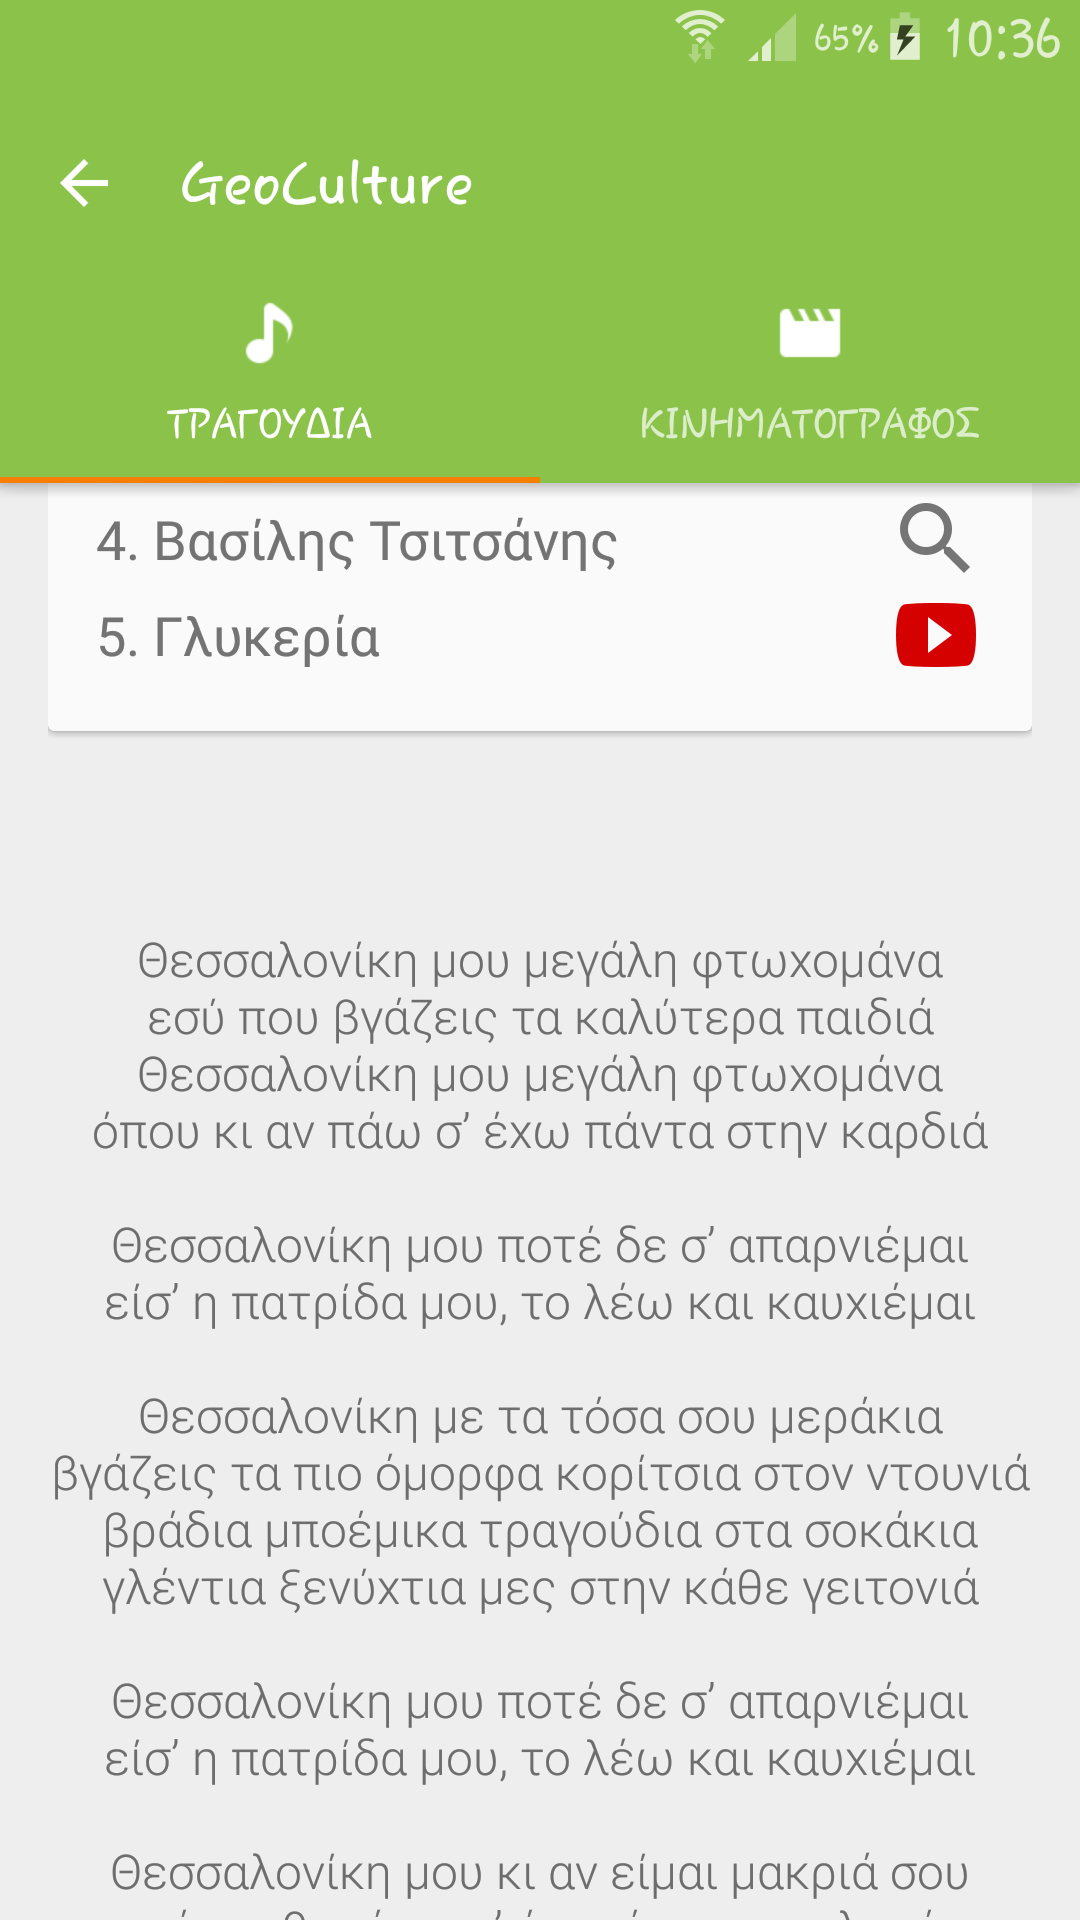 65% 10:36
GeoCulture
ΤΡΑΓΟΥΔΙΑ
ΚΙΝΗΜΑΤΟΓΡΑΦΟΣ
4. Βασίλης Τσιτσάνης
5. Γλυκερία
Θεσσαλονίκη μου μεγάλη φτωχομάνα
εσύ που βγάζεις τα καλύτερα παιδιά
Θεσσαλονίκη μου μεγάλη φτωχομάνα
όπου κι αν πάω σ’ έχω πάντα στην καρδιά
Θεσσαλονίκη μου ποτέ δε σ’ απαρνιέμαι
είσ’ η πατρίδα μου, το λέω και καυχιέμαι
Θεσσαλονίκη με τα τόσα σου μεράκια
βγάζεις τα πιο όμορφα κορίτσια στον ντουνιά
βράδια μποέμικα τραγούδια στα σοκάκια
γλέντια ξενύχτια μες στην κάθε γειτονιά
Θεσσαλονίκη μου ποτέ δε σ’ απαρνιέμαι
είσ’ η πατρίδα μου, το λέω και καυχιέμαι
Θεσσαλονίκη μου κι αν είμαι μακριά σου